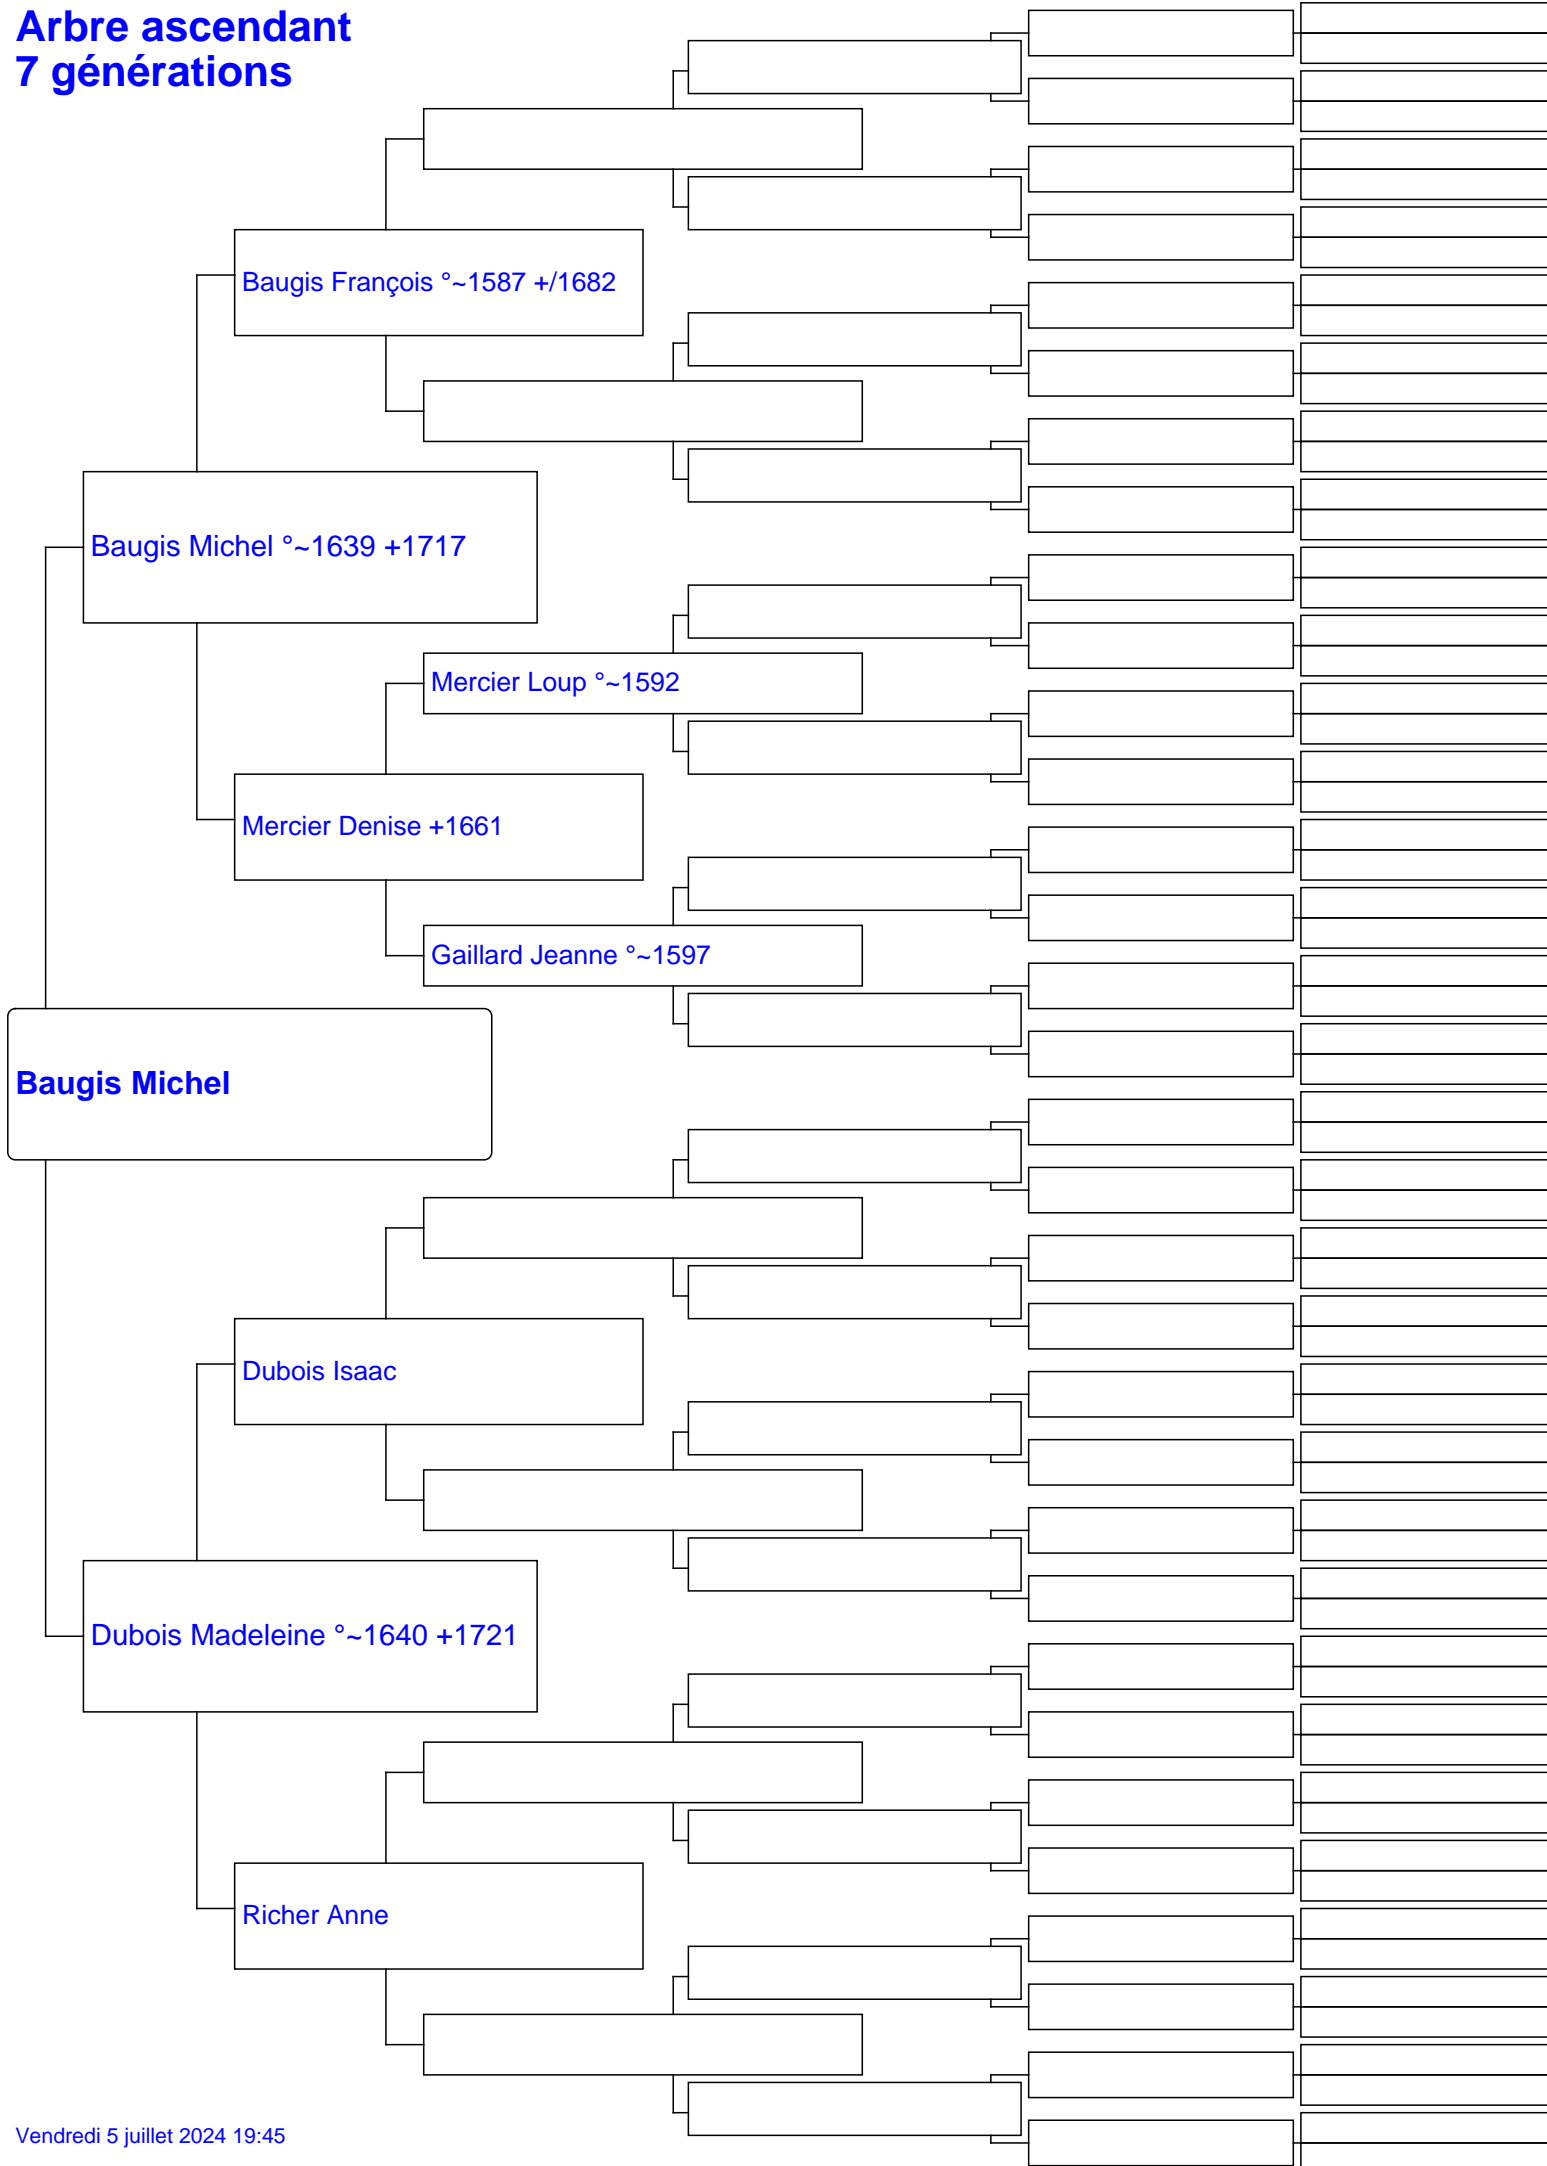 Arbre ascendant
7 générations
Baugis François °~1587 +/1682
Baugis Michel °~1639 +1717
Mercier Loup °~1592
Mercier Denise +1661
Gaillard Jeanne °~1597
Baugis Michel
Dubois Isaac
Dubois Madeleine °~1640 +1721
Richer Anne
Vendredi 5 juillet 2024 19:45